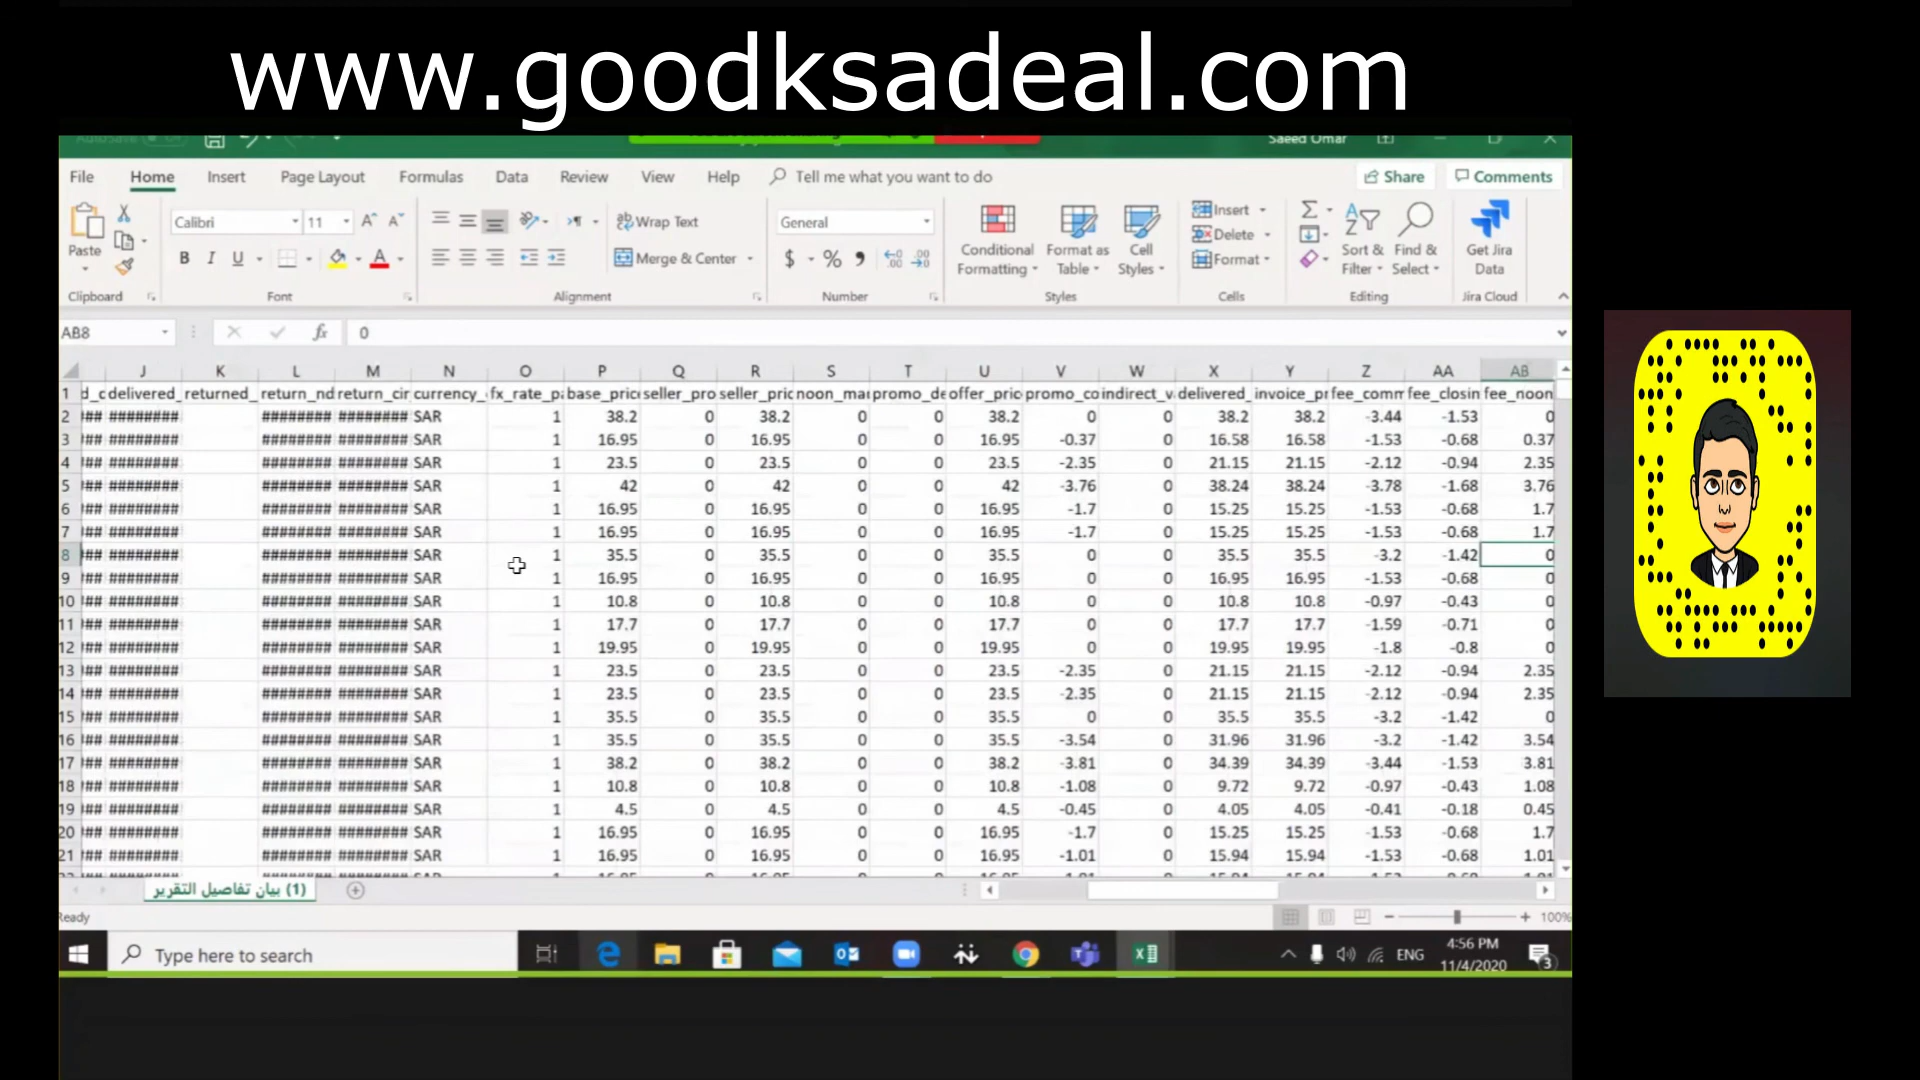 www.goodksadeal.com
Saeed Omar
File Home Insert Page Layout Formulas Data Review View Help Tell me what you want to do Share Comments
Paste Calibri 11 Wrap Text General Conditional Formatting Format as Table Cell Styles Insert Sort & Filter Find & Select Get Jira Data
B I U Merge & Center $ % Delete
Format
Clipboard Font Alignment Number Styles Cells Editing Jira Cloud
AB8 fx 0
J K L M N O P Q R S T U V W X Y Z AA AB
1 d_c delivered_ returned_ return_nd return_cir currency_ fx_rate_p base_price seller_pro seller_pric noon_mar promo_de offer_pric promo_co indirect_v delivered_ invoice_pr fee_comm fee_closin fee_noon
2 ### ######## ######## ######## SAR 1 38.2 0 38.2 0 0 38.2 0 0 38.2 38.2 -3.44 -1.53 0
3 ### ######## ######## ######## SAR 1 16.95 0 16.95 0 0 16.95 -0.37 0 16.58 16.58 -1.53 -0.68 0.37
4 ### ######## ######## ######## SAR 1 23.5 0 23.5 0 0 23.5 -2.35 0 21.15 21.15 -2.12 -0.94 2.35
5 ### ######## ######## ######## SAR 1 42 0 42 0 0 42 -3.76 0 38.24 38.24 -3.78 -1.68 3.76
6 ### ######## ######## ######## SAR 1 16.95 0 16.95 0 0 16.95 -1.7 0 15.25 15.25 -1.53 -0.68 1.7
7 ### ######## ######## ######## SAR 1 16.95 0 16.95 0 0 16.95 -1.7 0 15.25 15.25 -1.53 -0.68 1.7
8 ### ######## ######## ######## SAR 1 35.5 0 35.5 0 0 35.5 0 0 35.5 35.5 -3.2 -1.42 0
9 ### ######## ######## ######## SAR 1 16.95 0 16.95 0 0 16.95 0 0 16.95 16.95 -1.53 -0.68 0
10 ### ######## ######## ######## SAR 1 10.8 0 10.8 0 0 10.8 0 0 10.8 10.8 -0.97 -0.43 0
11 ### ######## ######## ######## SAR 1 17.7 0 17.7 0 0 17.7 0 0 17.7 17.7 -1.59 -0.71 0
12 ### ######## ######## ######## SAR 1 19.95 0 19.95 0 0 19.95 0 0 19.95 19.95 -1.8 -0.8 0
13 ### ######## ######## ######## SAR 1 23.5 0 23.5 0 0 23.5 -2.35 0 21.15 21.15 -2.12 -0.94 2.35
14 ### ######## ######## ######## SAR 1 23.5 0 23.5 0 0 23.5 -2.35 0 21.15 21.15 -2.12 -0.94 2.35
15 ### ######## ######## ######## SAR 1 35.5 0 35.5 0 0 35.5 0 0 35.5 35.5 -3.2 -1.42 0
16 ### ######## ######## ######## SAR 1 35.5 0 35.5 0 0 35.5 -3.54 0 31.96 31.96 -3.2 -1.42 3.54
17 ### ######## ######## ######## SAR 1 38.2 0 38.2 0 0 38.2 -3.81 0 34.39 34.39 -3.44 -1.53 3.81
18 ### ######## ######## ######## SAR 1 10.8 0 10.8 0 0 10.8 -1.08 0 9.72 9.72 -0.97 -0.43 1.08
19 ### ######## ######## ######## SAR 1 4.5 0 4.5 0 0 4.5 -0.45 0 4.05 4.05 -0.41 -0.18 0.45
20 ### ######## ######## ######## SAR 1 16.95 0 16.95 0 0 16.95 -1.7 0 15.25 15.25 -1.53 -0.68 1.7
21 ### ######## ######## ######## SAR 1 16.95 0 16.95 0 0 16.95 -1.01 0 15.94 15.94 -1.53 -0.68 1.01
بيان تفاصيل التقرير (1)
Ready 100%
Type here to search ENG 4:56 PM
11/4/2020 3